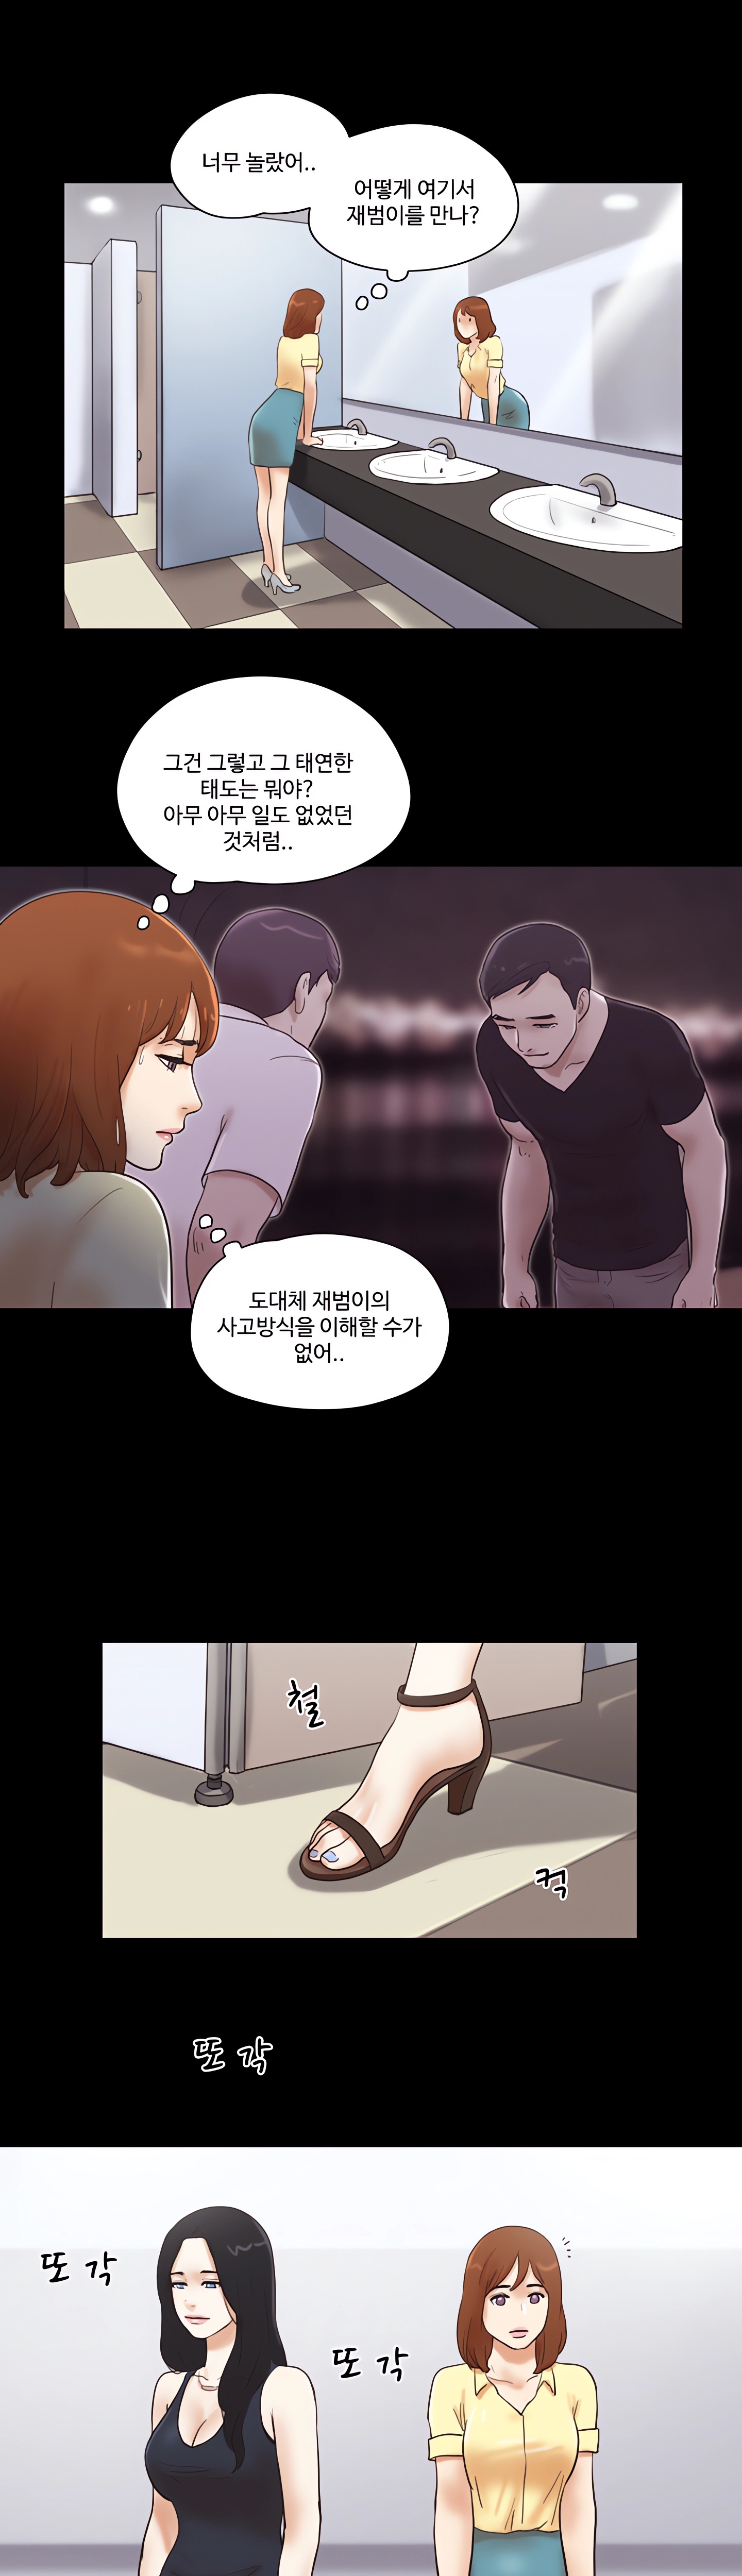 너무 놀랐어..
어떻게 여기서
재범이를 만나?
그건 그렇고 그 태연한
태도는 뭐야?
아무 아무 일도 없었던
것처럼..
도대체 재범이의
사고방식을 이해할 수가
없어..
철
컥
또 각
또 각
또 각